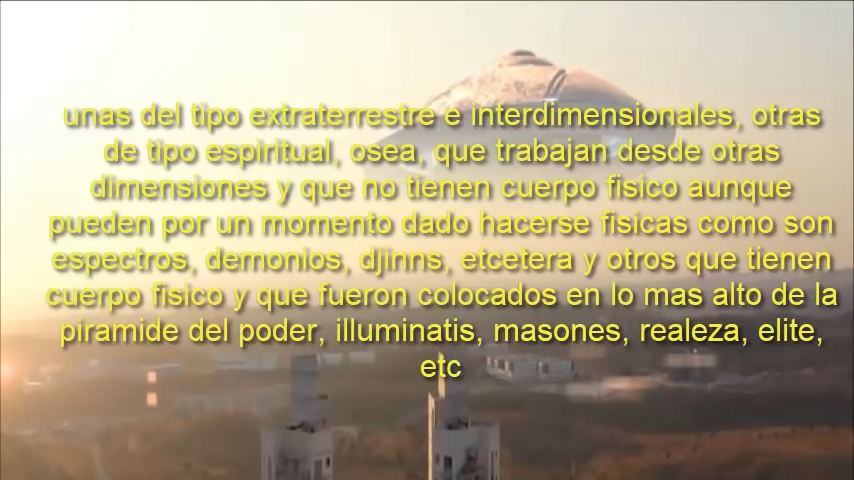 unas del tipo extraterrestre e interdimensionales, otras
de tipo espiritual, osea, que trabajan desde otras
dimensiones y que no tienen cuerpo fisico aunque
pueden por un momento dado hacerse fisicas como son
espectros, demonios, djinns, etcetera y otros que tienen
cuerpo fisico y que fueron colocados en lo mas alto de la
piramide del poder, illuminatis, masones, realeza, elite,
etc